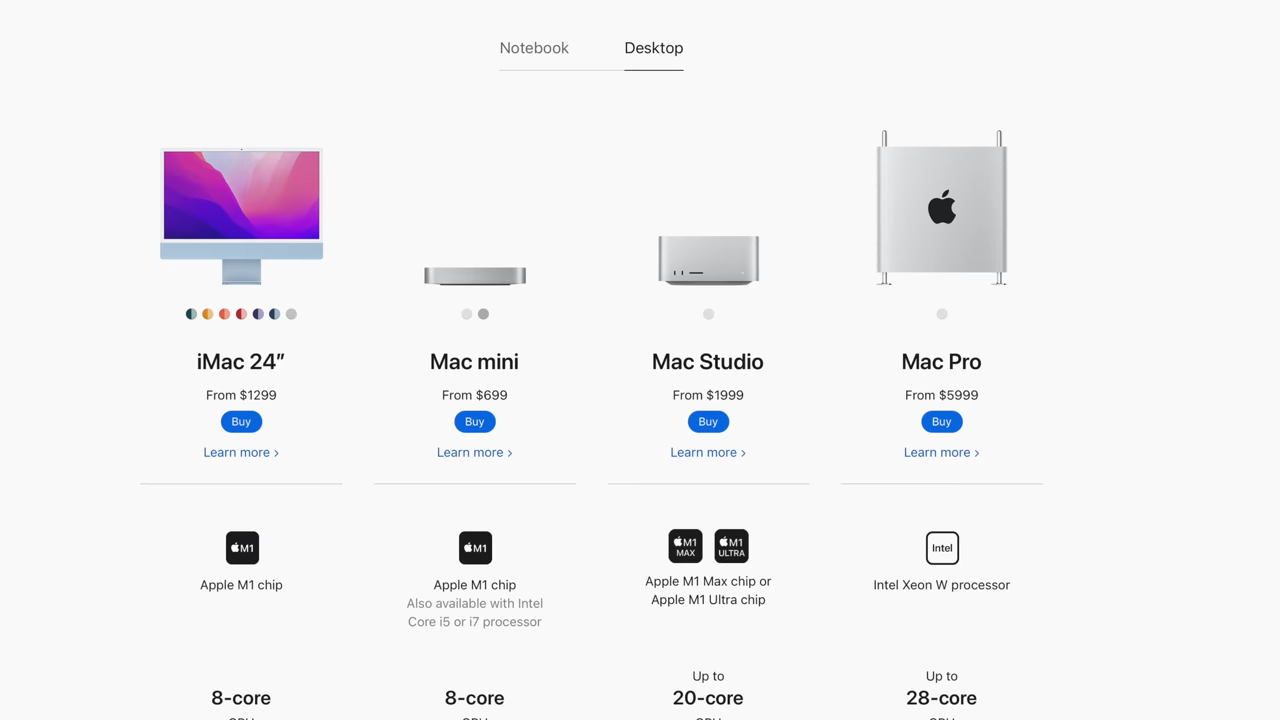 Notebook Desktop
iMac 24″
From $1299
Buy
Learn more >
M1
Apple M1 chip
8-core
Mac mini
From $699
Buy
Learn more >
M1
Apple M1 chip
Also available with Intel
Core i5 or i7 processor
8-core
Mac Studio
From $1999
Buy
Learn more >
M1
MAX
M1
ULTRA
Apple M1 Max chip or
Apple M1 Ultra chip
Up to
20-core
Mac Pro
From $5999
Buy
Learn more >
Intel
Intel Xeon W processor
Up to
28-core